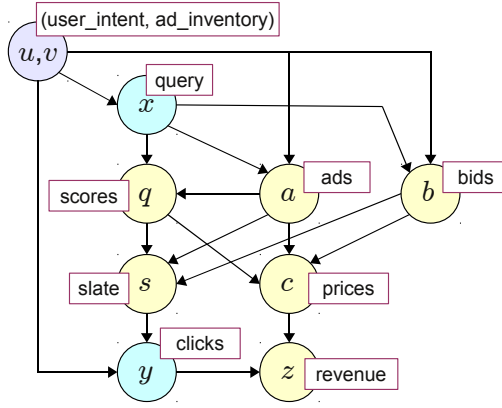 (user_intent, ad_inventory)
u,v
query
x
scores
q
a
ads
b
bids
slate
s
c
prices
clicks
y
z
revenue